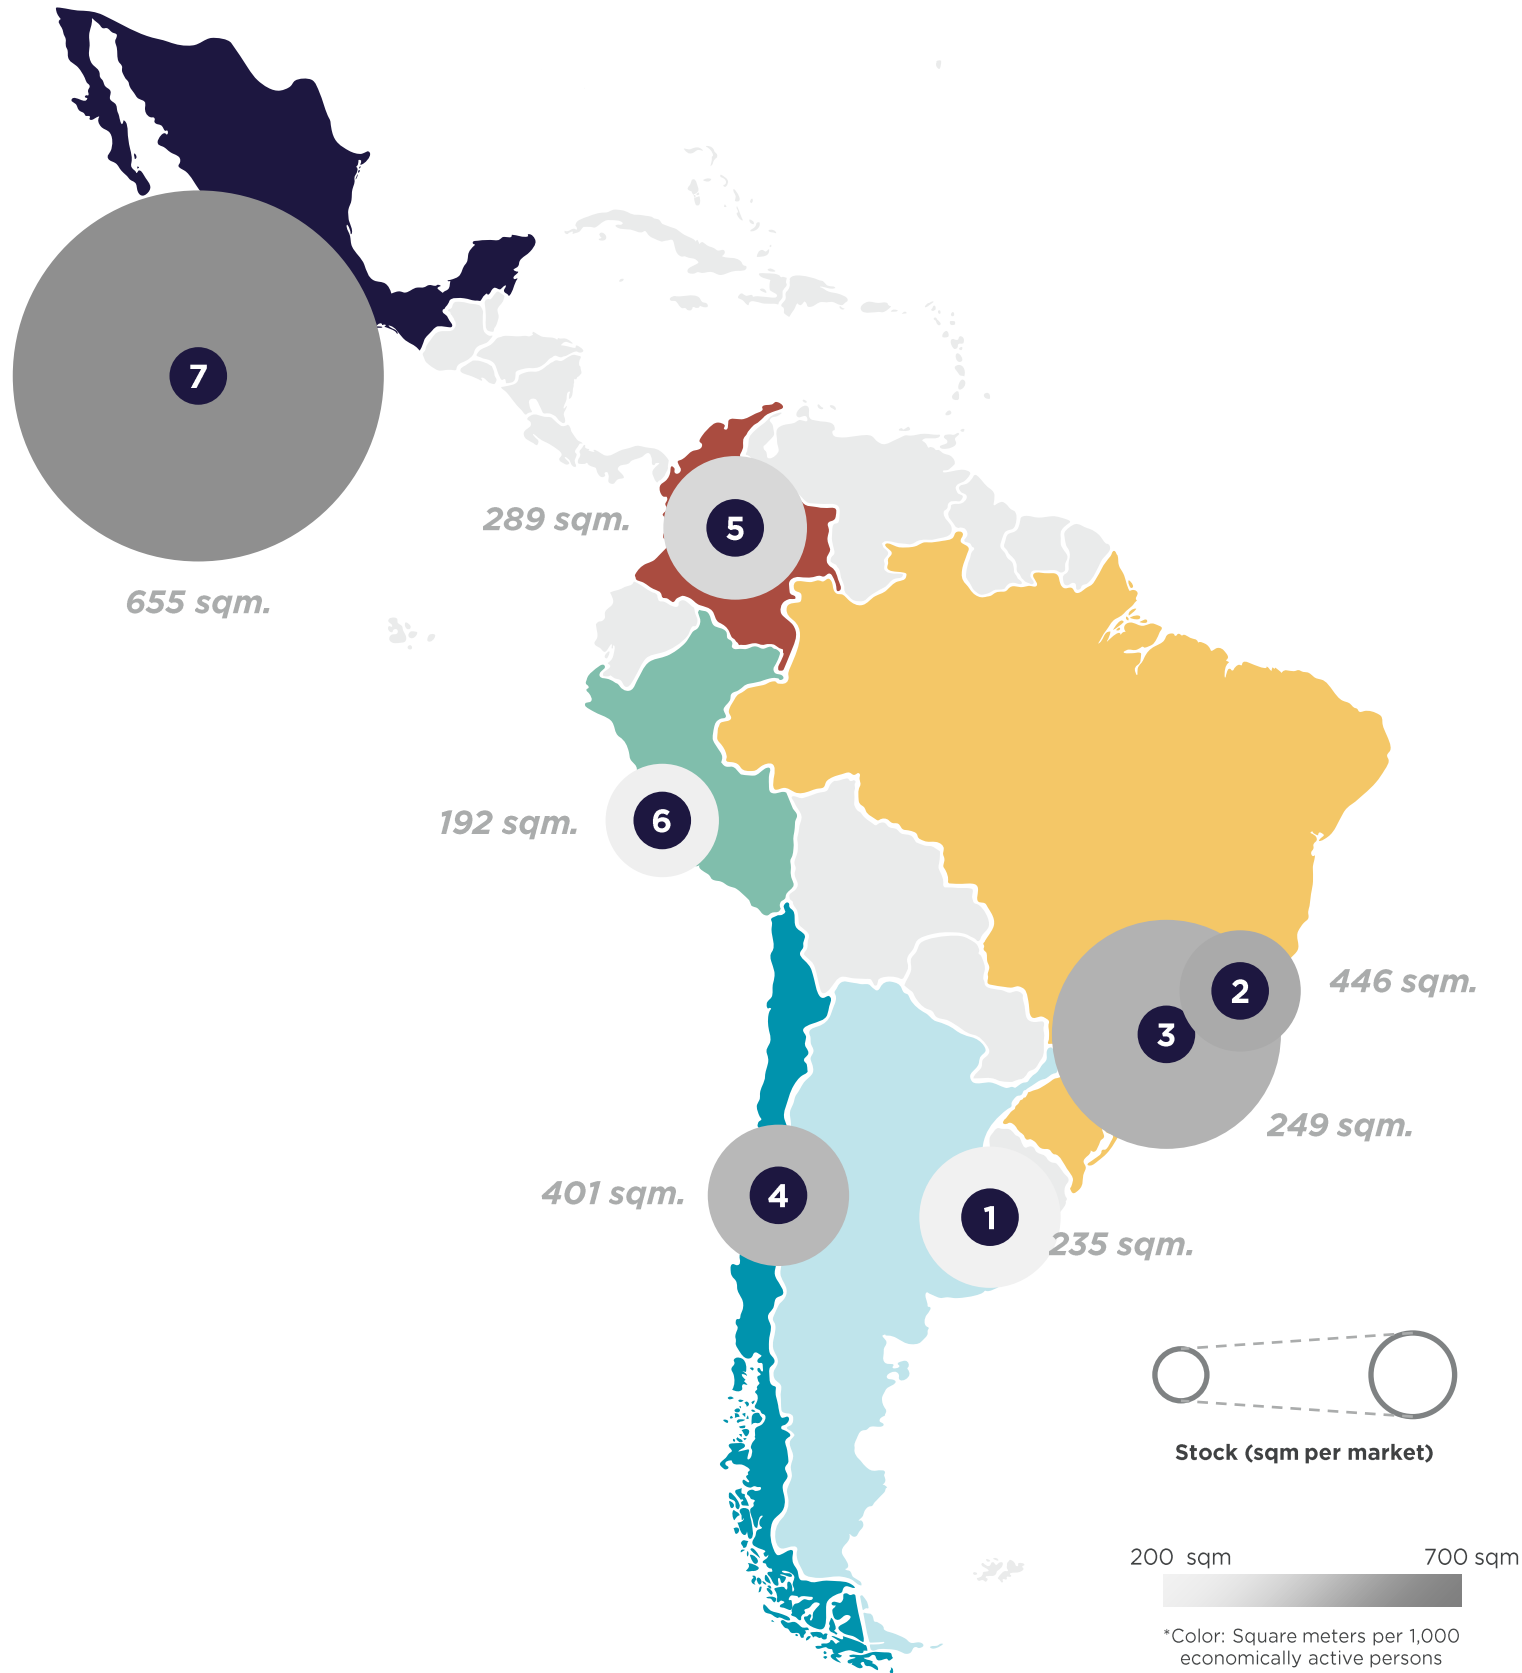 7
655 sqm.
289 sqm.
5
192 sqm.
6
2
446 sqm.
3
249 sqm.
401 sqm.
4
1
235 sqm.
Stock (sqm per market)
200 sqm
700 sqm
*Color: Square meters per 1,000
economically active persons